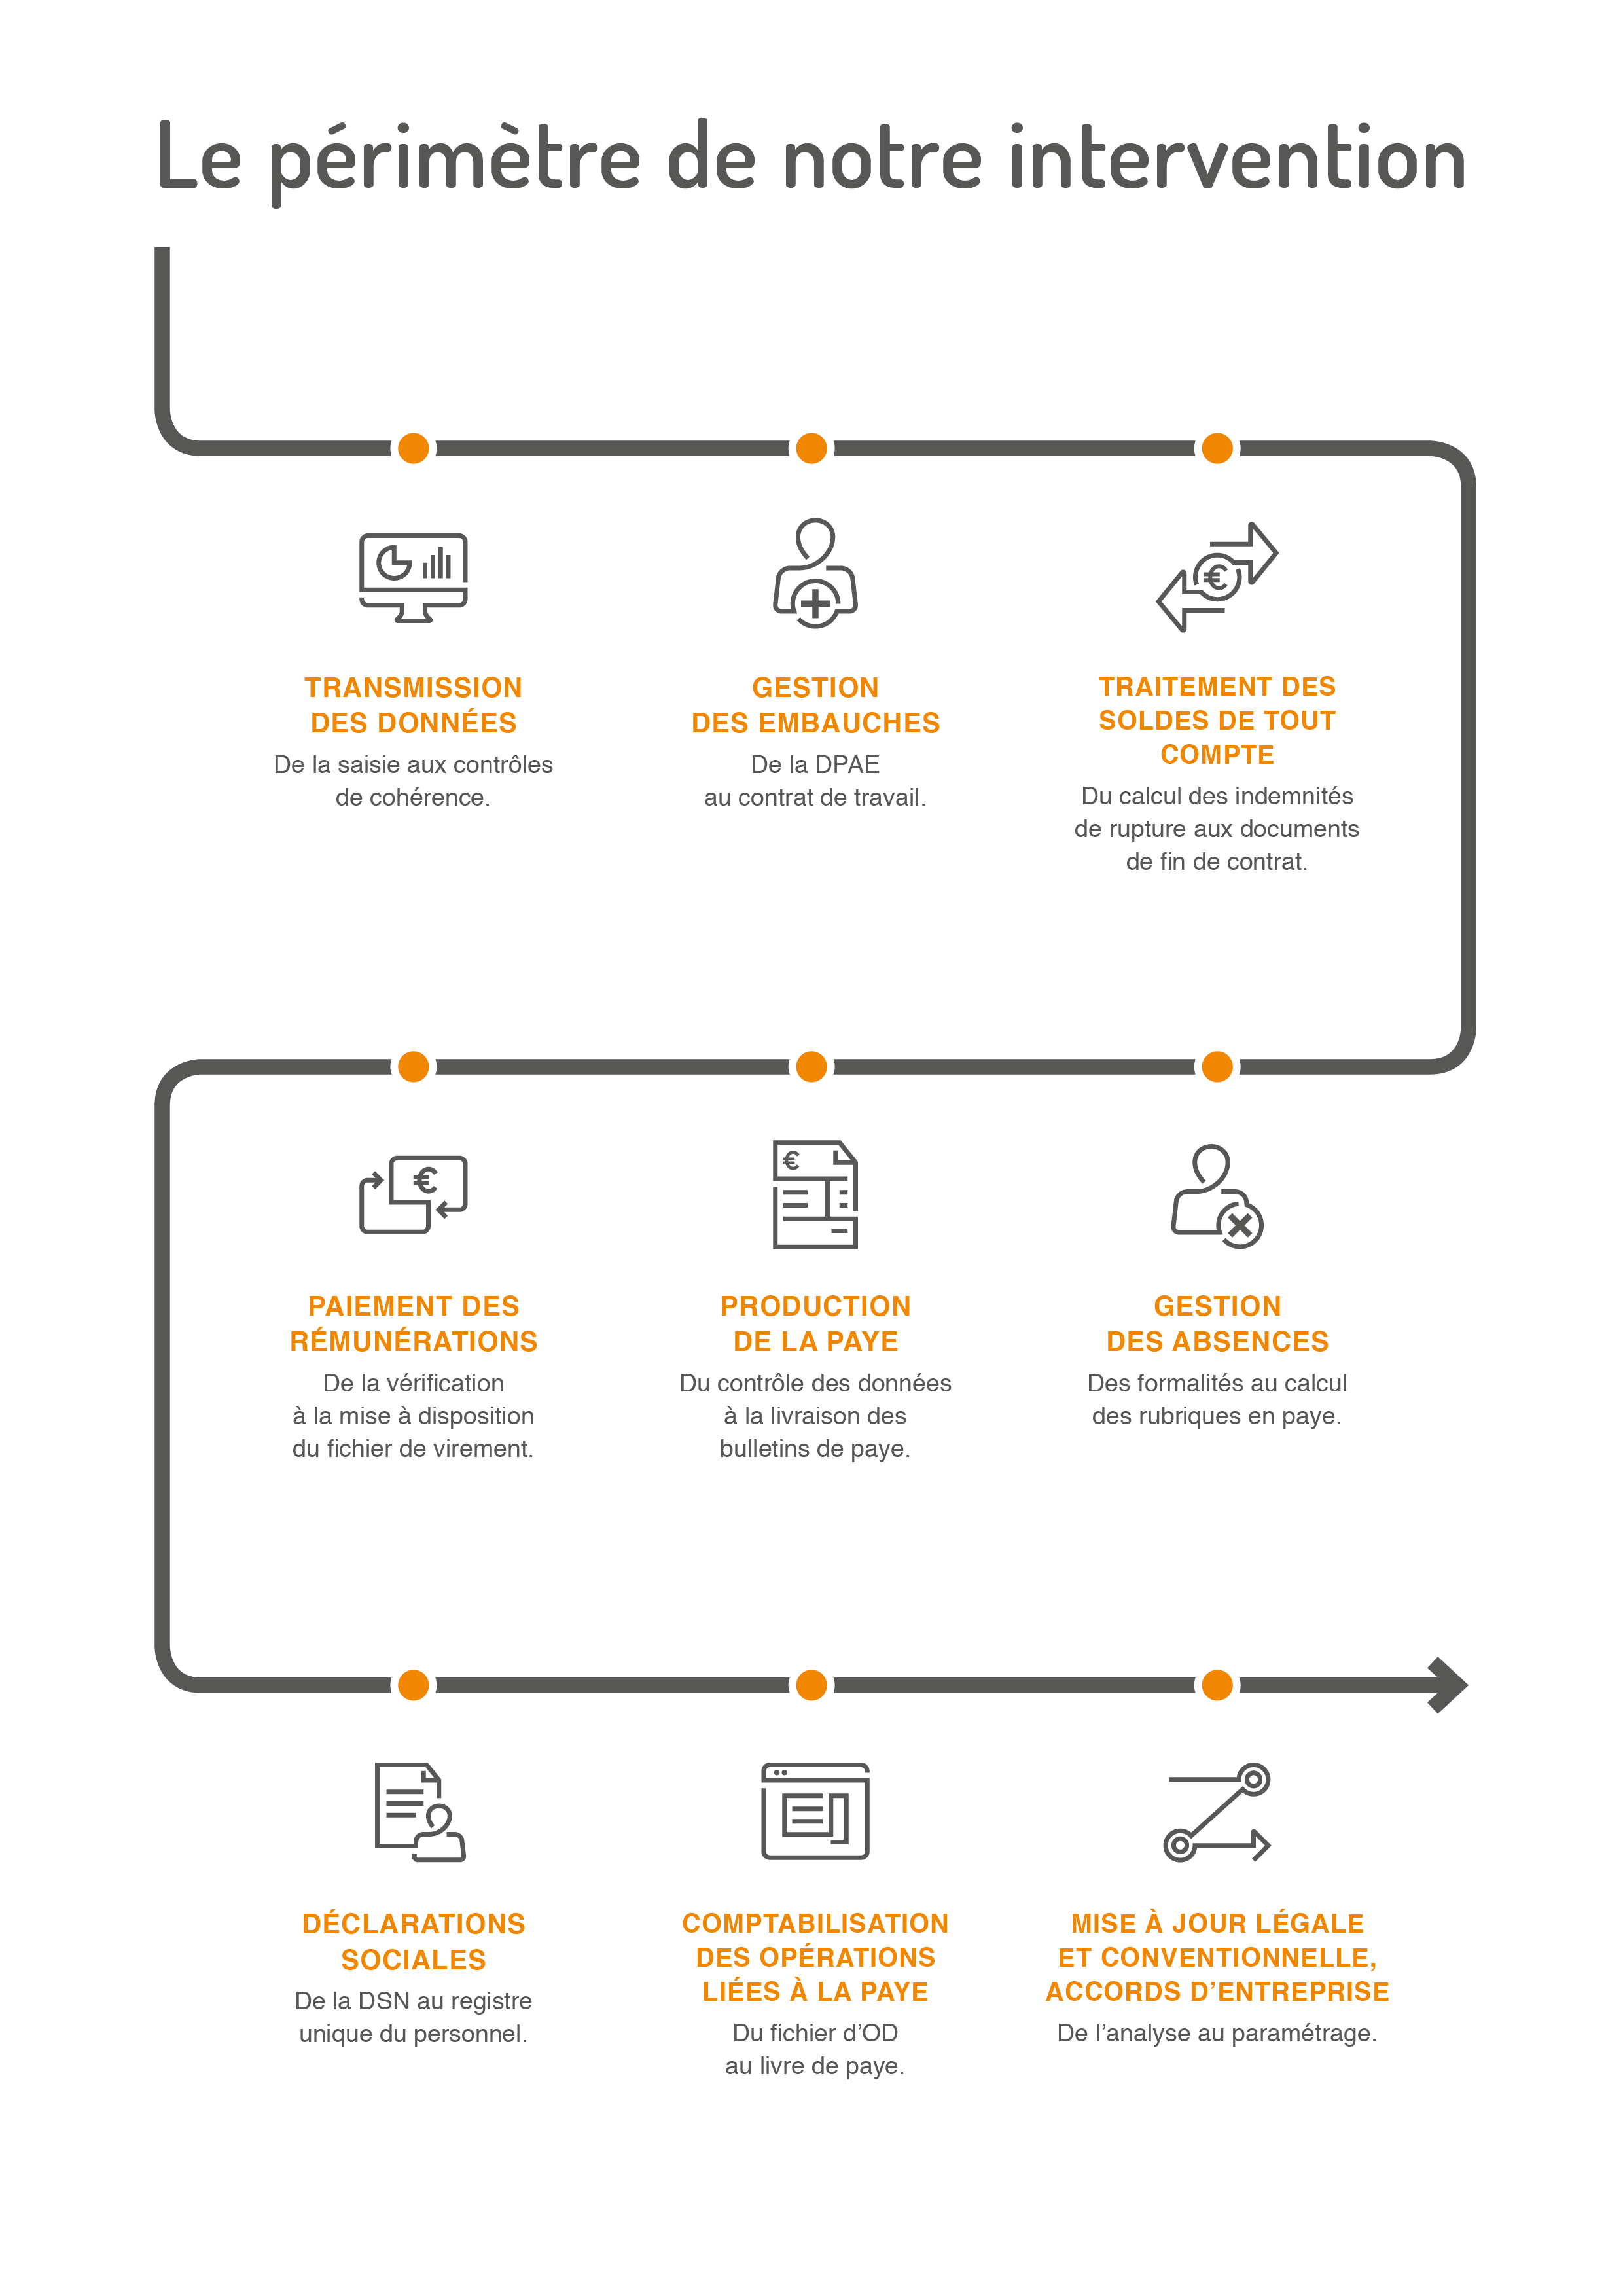 Le périmètre de notre intervention
TRANSMISSION
DES DONNÉES
De la saisie aux contrôles
de cohérence.
GESTION
DES EMBAUCHES
De la DPAE
au contrat de travail.
TRAITEMENT DES
SOLDES DE TOUT
COMPTE
Du calcul des indemnités
de rupture aux documents
de fin de contrat.
€
PAIEMENT DES
RÉMUNÉRATIONS
De la vérification
à la mise à disposition
du fichier de virement.
€
PRODUCTION
DE LA PAYE
Du contrôle des données
à la livraison des
bulletins de paye.
€
GESTION
DES ABSENCES
Des formalités au calcul
des rubriques en paye.
DÉCLARATIONS
SOCIALES
De la DSN au registre
unique du personnel.
COMPTABILISATION
DES OPÉRATIONS
LIÉES À LA PAYE
Du fichier d’OD
au livre de paye.
MISE À JOUR LÉGALE
ET CONVENTIONNELLE,
ACCORDS D’ENTREPRISE
De l’analyse au paramétrage.